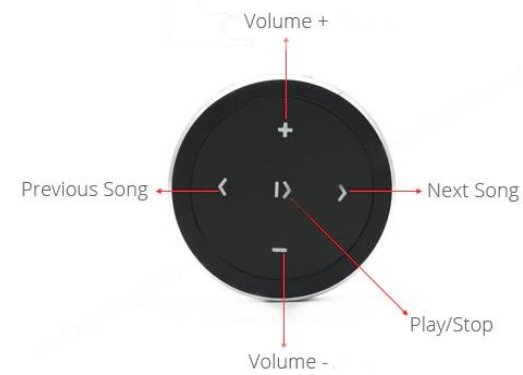 Volume +
Previous Song
Next Song
Play/Stop
Volume -